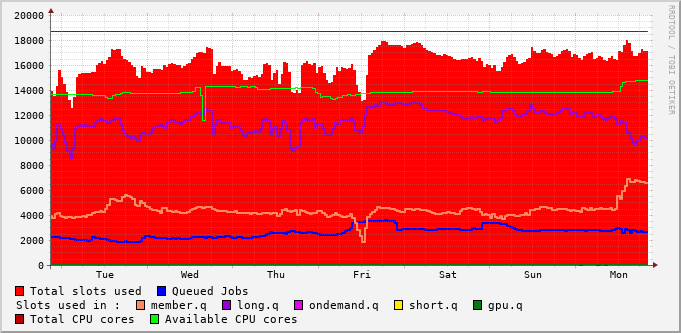 20000
18000
16000
14000
12000
10000
8000
6000
4000
2000
0
Tue Wed Thu Fri Sat Sun Mon
RRDTOOL / TOBI OETIKER
Total slots used Queued Jobs
Slots used in : member.q long.q ondemand.q short.q gpu.q
Total CPU cores Available CPU cores